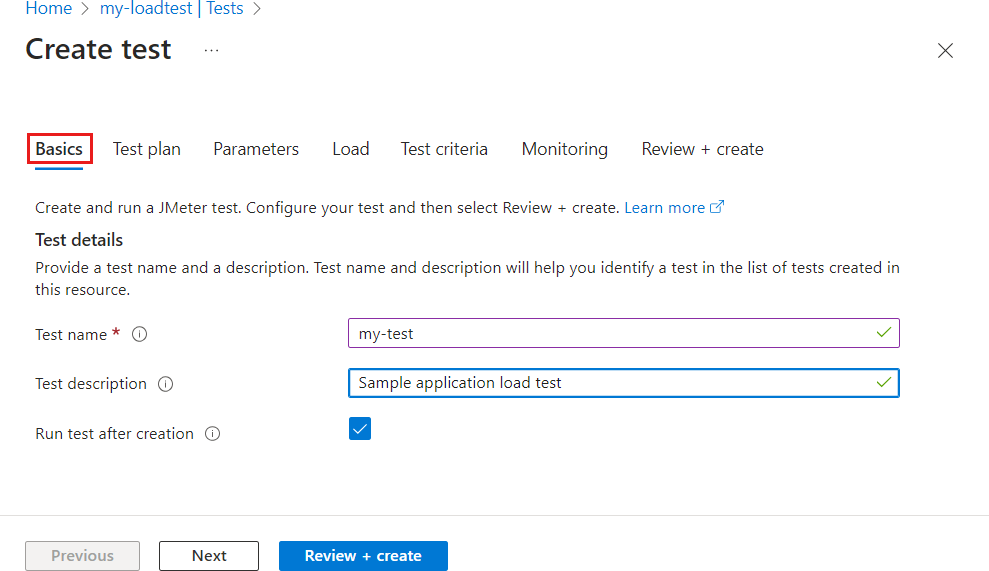 Home > my-loadtest | Tests >
Create test ...
Basics Test plan Parameters Load Test criteria Monitoring Review + create
Create and run a JMeter test. Configure your test and then select Review + create. Learn more
Test details
Provide a test name and a description. Test name and description will help you identify a test in the list of tests created in
this resource.
Test name * my-test
Test description Sample application load test
Run test after creation
Previous Next Review + create